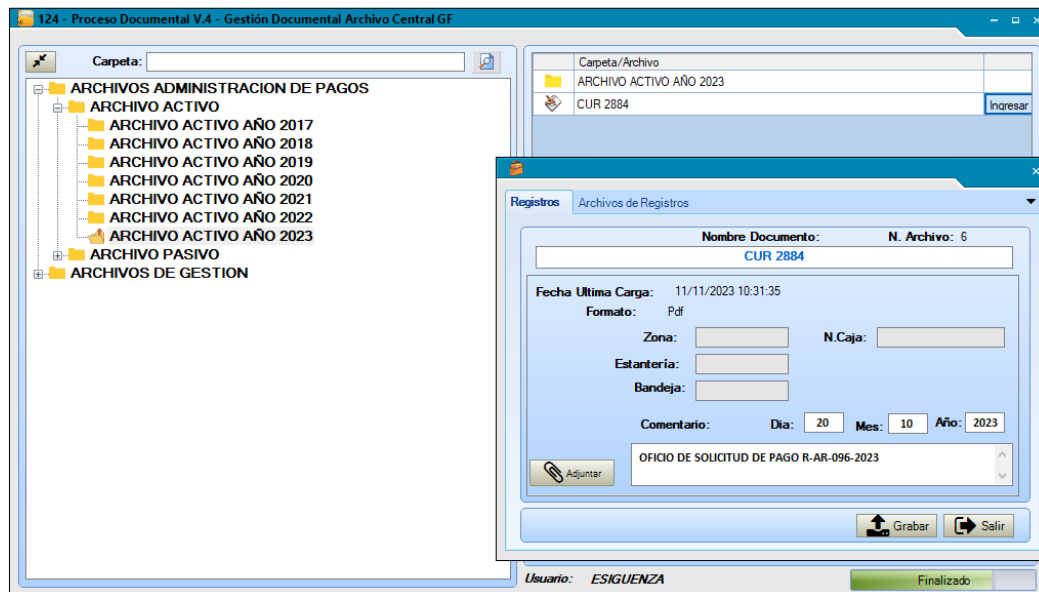 124 - Proceso Documental V.4 - Gestión Documental Archivo Central GF
Carpeta:
ARCHIVOS ADMINISTRACION DE PAGOS
ARCHIVO ACTIVO
ARCHIVO ACTIVO AÑO 2017
ARCHIVO ACTIVO AÑO 2018
ARCHIVO ACTIVO AÑO 2019
ARCHIVO ACTIVO AÑO 2020
ARCHIVO ACTIVO AÑO 2021
ARCHIVO ACTIVO AÑO 2022
ARCHIVO ACTIVO AÑO 2023
ARCHIVO PASIVO
ARCHIVOS DE GESTION
Carpeta/Archivo
ARCHIVO ACTIVO AÑO 2023
CUR 2884 Ingresar
Registros Archivos de Registros
Nombre Documento: N. Archivo: 6
CUR 2884
Fecha Ultima Carga: 11/11/2023 10:31:35
Formato: Pdf
Zona: N.Caja:
Estantería:
Bandeja:
Comentario: Dia: 20 Mes: 10 Año: 2023
OFICIO DE SOLICITUD DE PAGO R-AR-096-2023
Adjuntar
Grabar Salir
Usuario: ESIGUENZA Finalizado